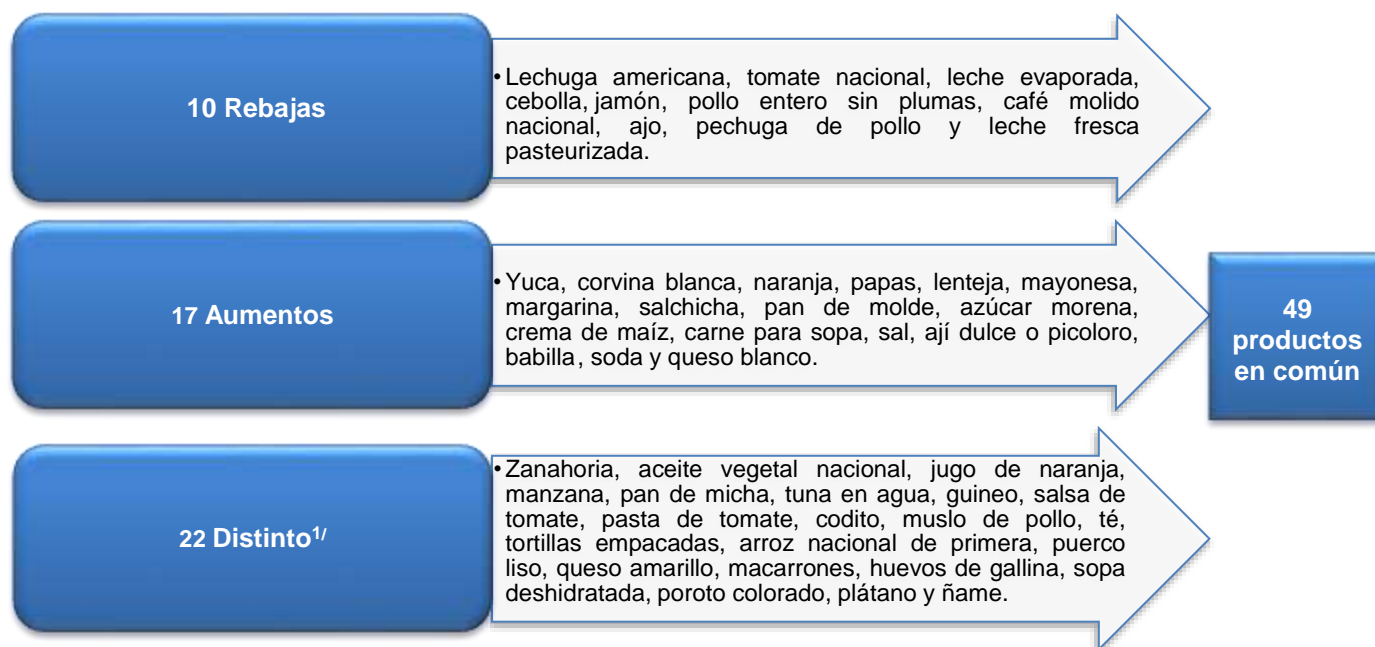 10 Rebajas
•Lechuga americana, tomate nacional, leche evaporada,
cebolla, jamón, pollo entero sin plumas, café molido
nacional, ajo, pechuga de pollo y leche fresca
pasteurizada.
17 Aumentos
•Yuca, corvina blanca, naranja, papas, lenteja, mayonesa,
margarina, salchicha, pan de molde, azúcar morena,
crema de maíz, carne para sopa, sal, ají dulce o picoloro,
babilla, soda y queso blanco.
49
productos
en común
22 Distinto1/
•Zanahoria, aceite vegetal nacional, jugo de naranja,
manzana, pan de micha, tuna en agua, guineo, salsa de
tomate, pasta de tomate, codito, muslo de pollo, té,
tortillas empacadas, arroz nacional de primera, puerco
liso, queso amarillo, macarrones, huevos de gallina, sopa
deshidratada, poroto colorado, plátano y ñame.